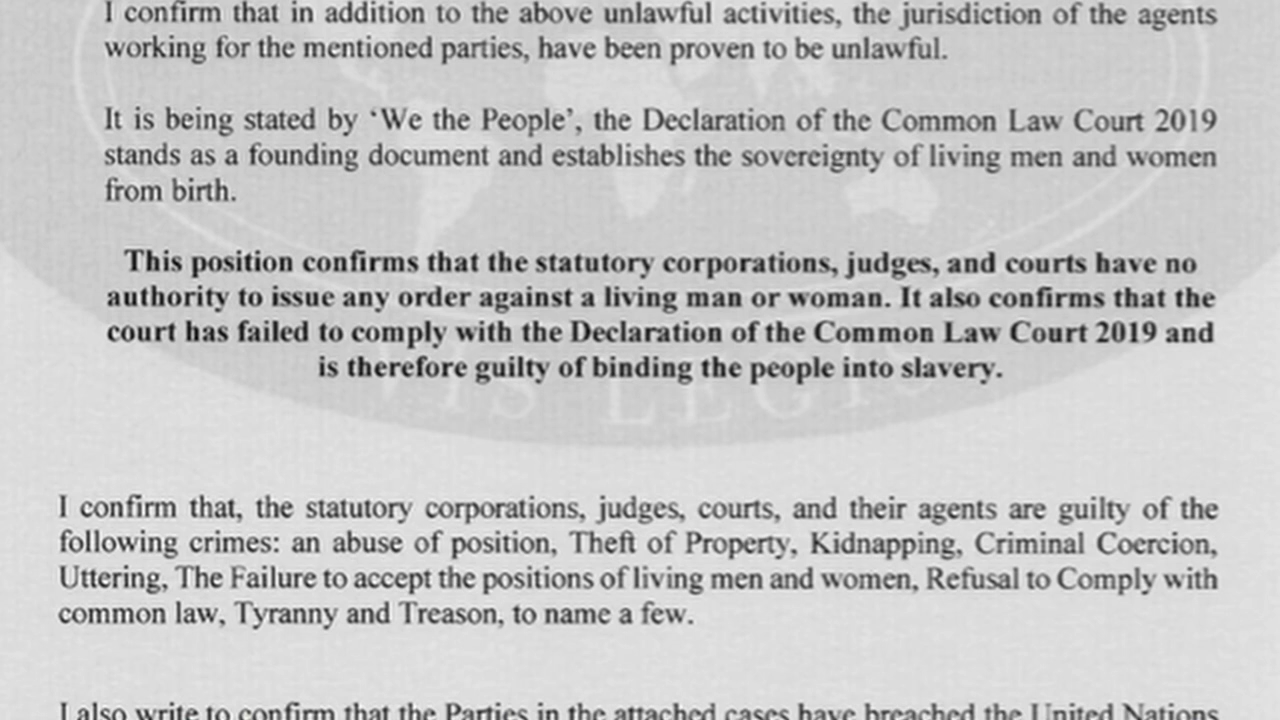 I confirm that in addition to the above unlawful activities, the jurisdiction of the agents
working for the mentioned parties, have been proven to be unlawful.
It is being stated by ‘We the People’, the Declaration of the Common Law Court 2019
stands as a founding document and establishes the sovereignty of living men and women
from birth.
This position confirms that the statutory corporations, judges, and courts have no
authority to issue any order against a living man or woman. It also confirms that the
court has failed to comply with the Declaration of the Common Law Court 2019 and
is therefore guilty of binding the people into slavery.
VIS LEGIS
I confirm that, the statutory corporations, judges, courts, and their agents are guilty of the
following crimes: an abuse of position, Theft of Property, Kidnapping, Criminal Coercion,
Uttering, The Failure to accept the positions of living men and women, Refusal to Comply with
common law, Tyranny and Treason, to name a few.
I also write to confirm that the Parties in the attached cases have breached the United Nations